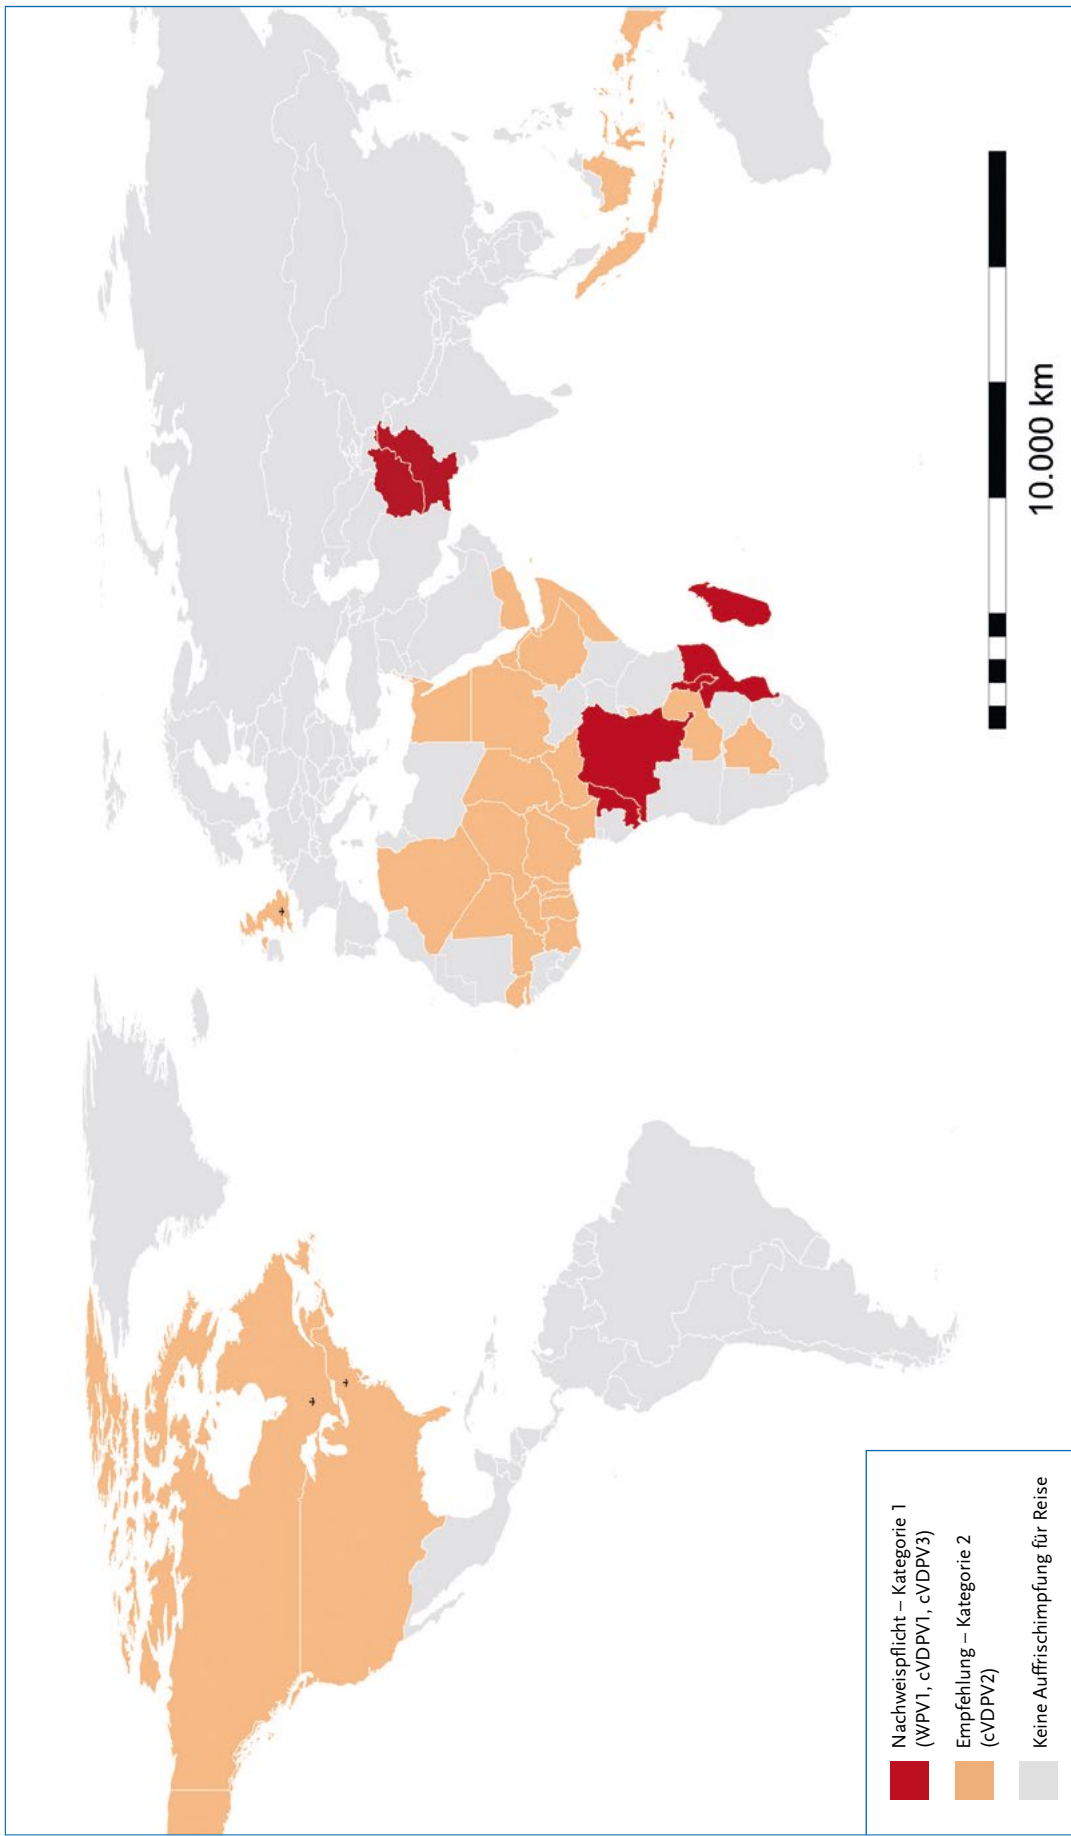 10.000 km
Nachweispflicht – Kategorie 1
(WPV1, cVDPV1, cVDPV3)
Empfehlung – Kategorie 2
(cVDPV2)
Keine Auffrischimpfung für Reise